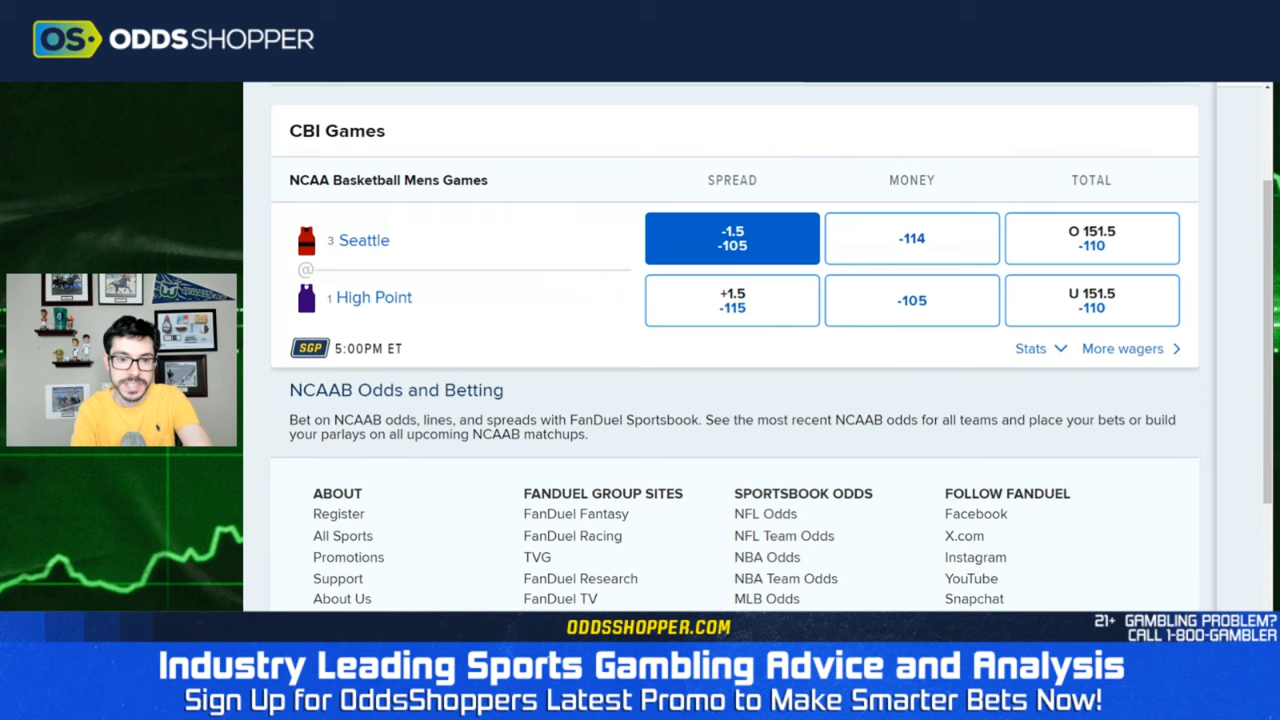 OS. ODDSSHOPPER
CBI Games
NCAA Basketball Mens Games SPREAD MONEY TOTAL
3 Seattle
-1.5
-105
-114
O 151.5
-110
@
1 High Point
+1.5
-115
-105
U 151.5
-110
SGP 5:00PM ET Stats More wagers
NCAAB Odds and Betting
Bet on NCAAB odds, lines, and spreads with FanDuel Sportsbook. See the most recent NCAAB odds for all teams and place your bets or build
your parlays on all upcoming NCAAB matchups.
ABOUT FANDUEL GROUP SITES SPORTSBOOK ODDS FOLLOW FANDUEL
Register FanDuel Fantasy NFL Odds Facebook
All Sports FanDuel Racing NFL Team Odds X.com
Promotions TVG NBA Odds Instagram
Support FanDuel Research NBA Team Odds YouTube
About Us FanDuel TV MLB Odds Snapchat
ODDSSHOPPER.COM
21+ GAMBLING PROBLEM?
CALL 1-800-GAMBLER
Industry Leading Sports Gambling Advice and Analysis
Sign Up for OddsShoppers Latest Promo to Make Smarter Bets Now!